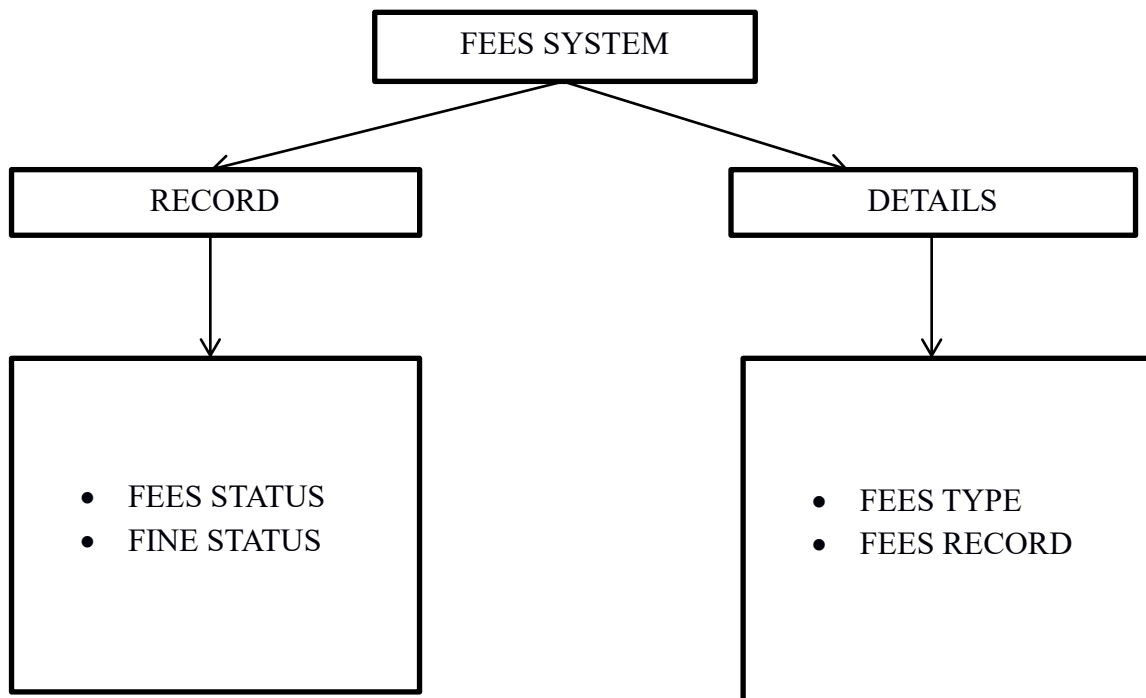 FEES SYSTEM
RECORD
DETAILS
• FEES STATUS
• FINE STATUS
• FEES TYPE
• FEES RECORD